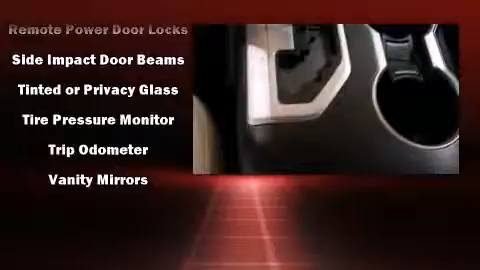 Remote Power Door Locks
Side Impact Door Beams
Tinted or Privacy Glass
Tire Pressure Monitor
Trip Odometer
Vanity Mirrors